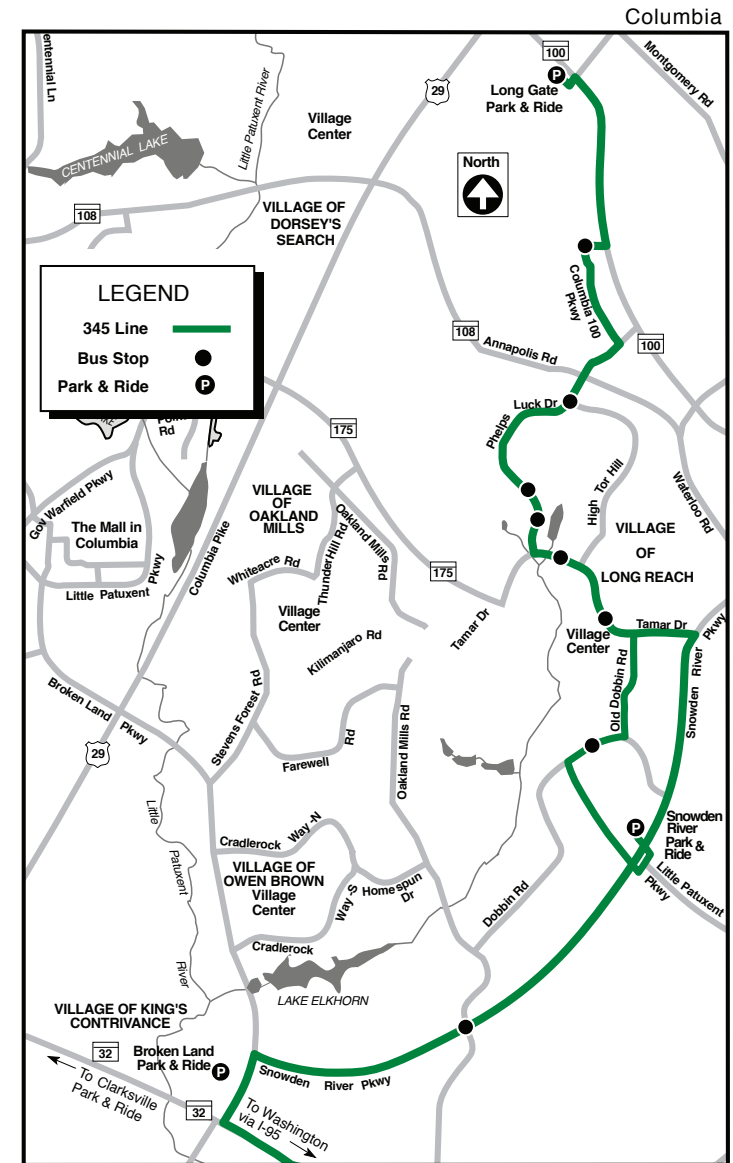 Columbia
entennial Ln
CENTENNIAL LAKE
Little Patuxent River
Village
Center
29
100
Long Gate
Park & Ride
Montgomery Rd
North
108
VILLAGE OF
DORSEY'S
SEARCH
LEGEND
345 Line
Bus Stop
Park & Ride
P
P
Columbia 100
Pkwy
108
Annapolis Rd
100
Rd
175
Luck Dr
Phelps
High Tor Hill
Waterloo Rd
Gov Warfield Pkwy
The Mall in
Columbia
Little Patuxent
Pkwy
Columbia Pike
VILLAGE
OF
OAKLAND
MILLS
Oakland Mills
Rd
Thunder Hill Rd
Whiteacre Rd
Village
Center
175
VILLAGE
OF
LONG REACH
Kilimanjaro Rd
Tamar Dr
Village
Center
Tamar Dr
Snowden River Pkwy
Old Dobbin Rd
Broken Land
Pkwy
29
Stevens Forest Rd
Farewell
Rd
Oakland Mills Rd
Little
Patuxent
River
Cradlerock
Way -N
VILLAGE OF
OWEN BROWN
Village
Center
Way -S
Homespun
Dr
Cradlerock
P
Snowden
River
Park &
Ride
Little Patuxent
Pkwy
Dobbin Rd
LAKE ELKHORN
VILLAGE OF KING'S
CONTRIVANCE
32
Broken Land
Park & Ride
P
To Clarksville
Park & Ride
32
Snowden River Pkwy
To Washington
via I-95